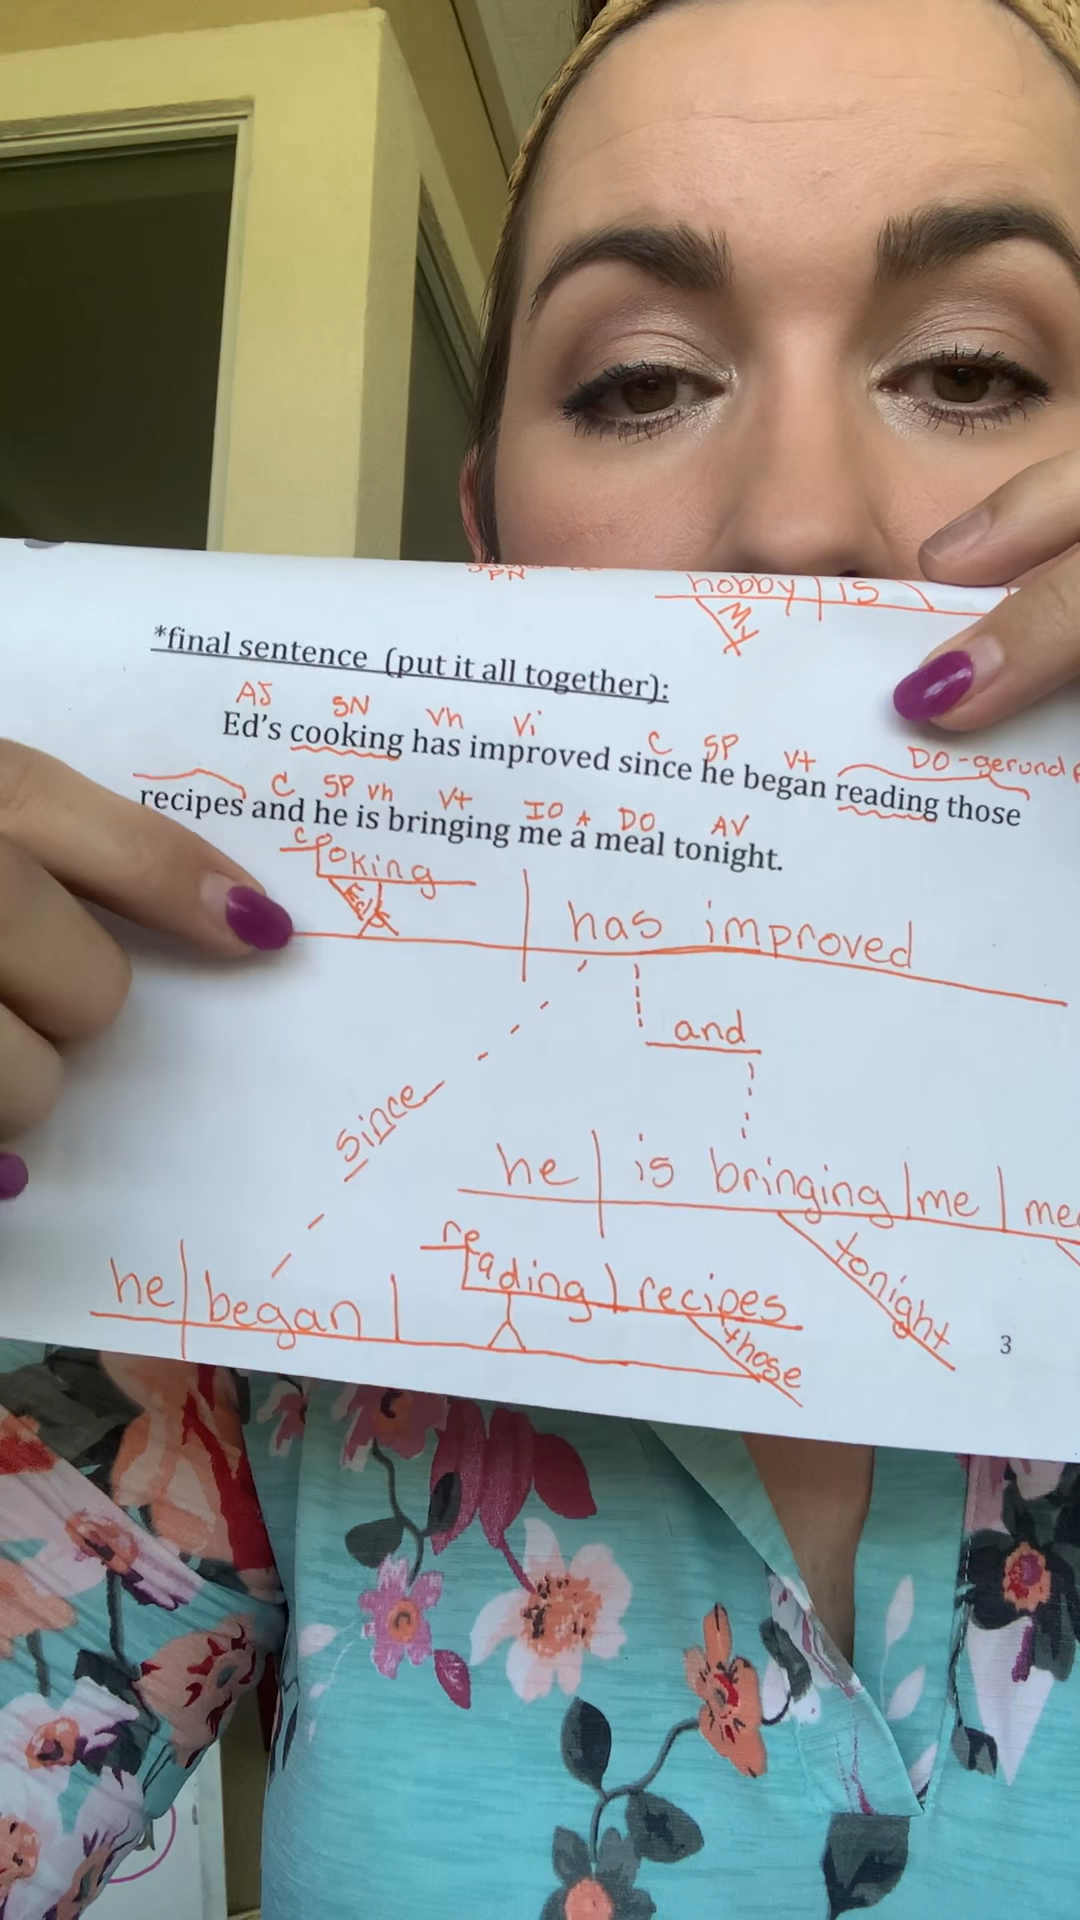 PN
hobby is
My
*final sentence (put it all together):
AJ SN Vh Vi C SP Vt DO-gerund
Ed's cooking has improved since he began reading those
C SP Vh Vt IO A DO AV
recipes and he is bringing me a meal tonight.
cooking
Ed's
has improved
and
since
he is bringing me
tonight
he began reading recipes
those
3